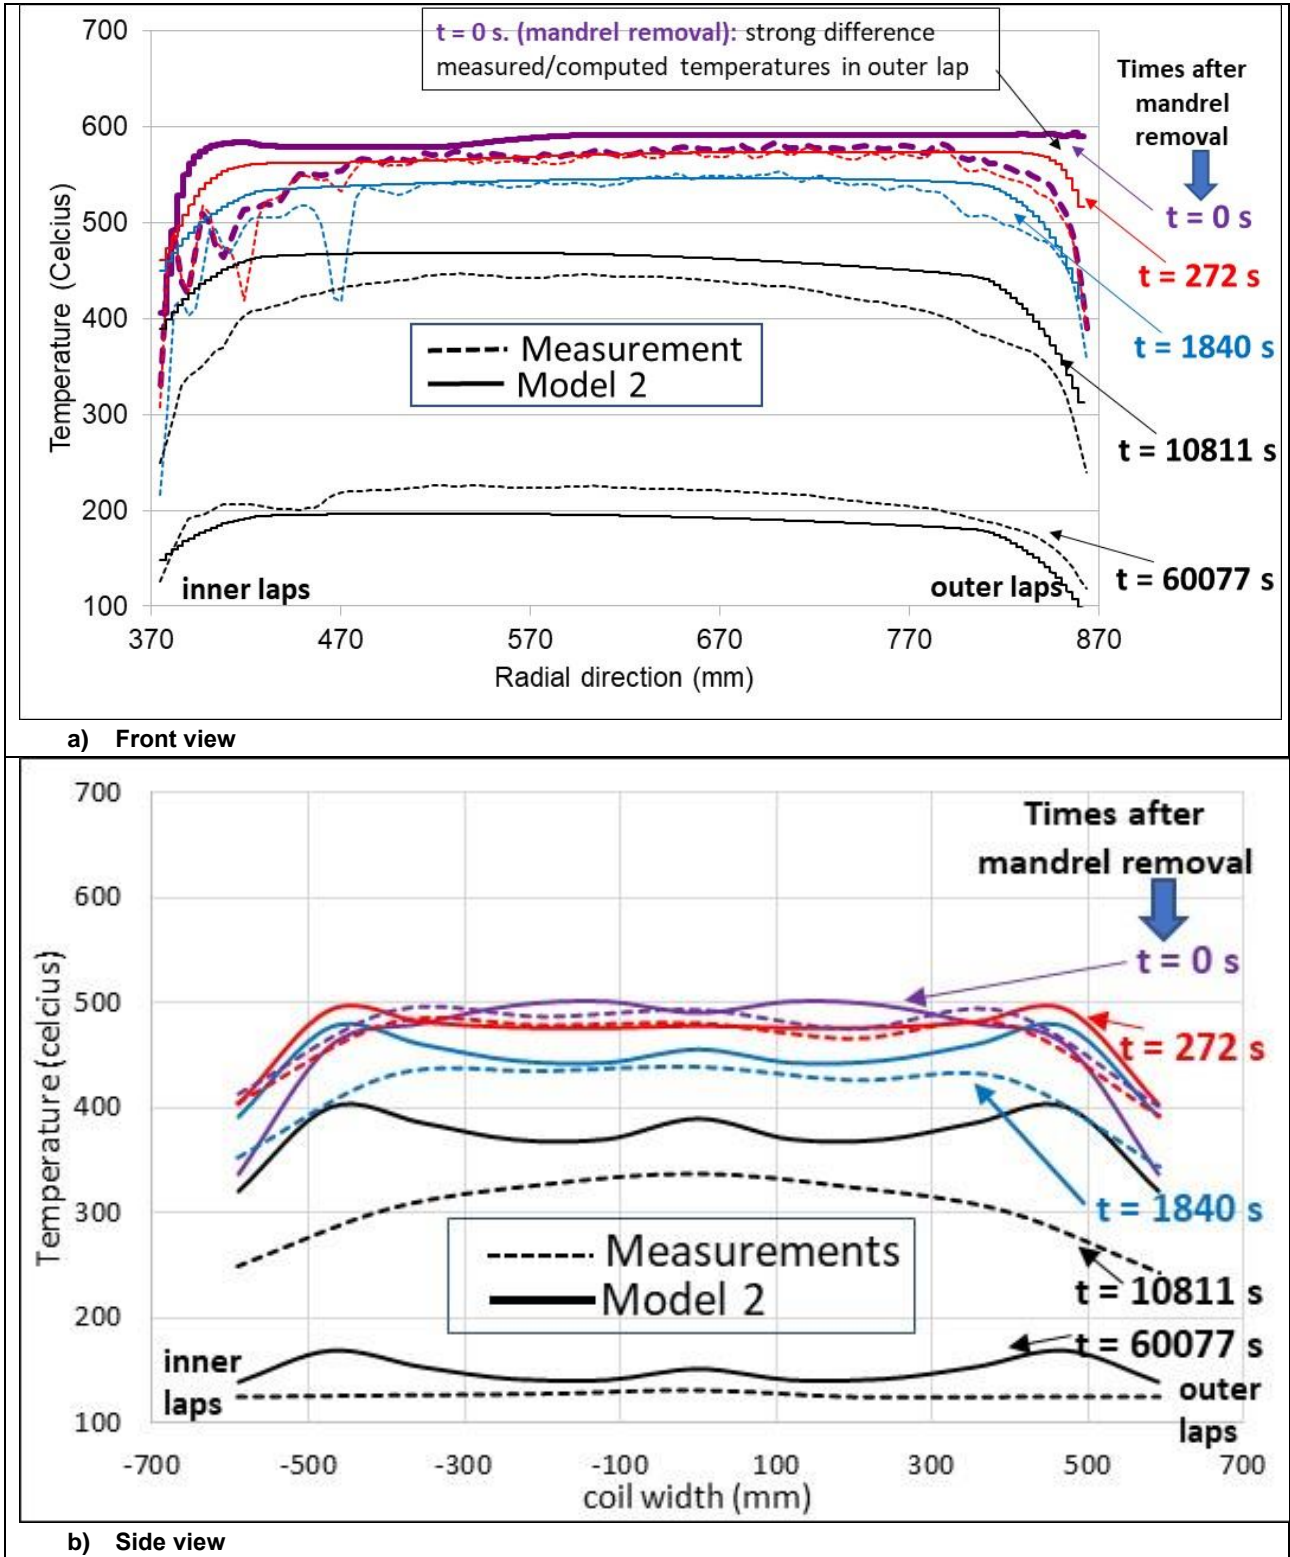 700
600
500
400
300
200
100
Temperature (Celcius)
t = 0 s. (mandrel removal): strong difference
measured/computed temperatures in outer lap
Times after
mandrel
removal
t = 0 s
t = 272 s
t = 1840 s
t = 10811 s
t = 60077 s
Measurement
Model 2
inner laps
outer laps
370
470
570
670
770
870
Radial direction (mm)
a) Front view
700
600
500
400
300
200
100
Temperature (celcius)
Times after
mandrel removal
t = 0 s
t = 272 s
t = 1840 s
t = 10811 s
t = 60077 s
Measurements
Model 2
inner
laps
outer
laps
-700
-500
-300
-100
100
300
500
700
coil width (mm)
b) Side view